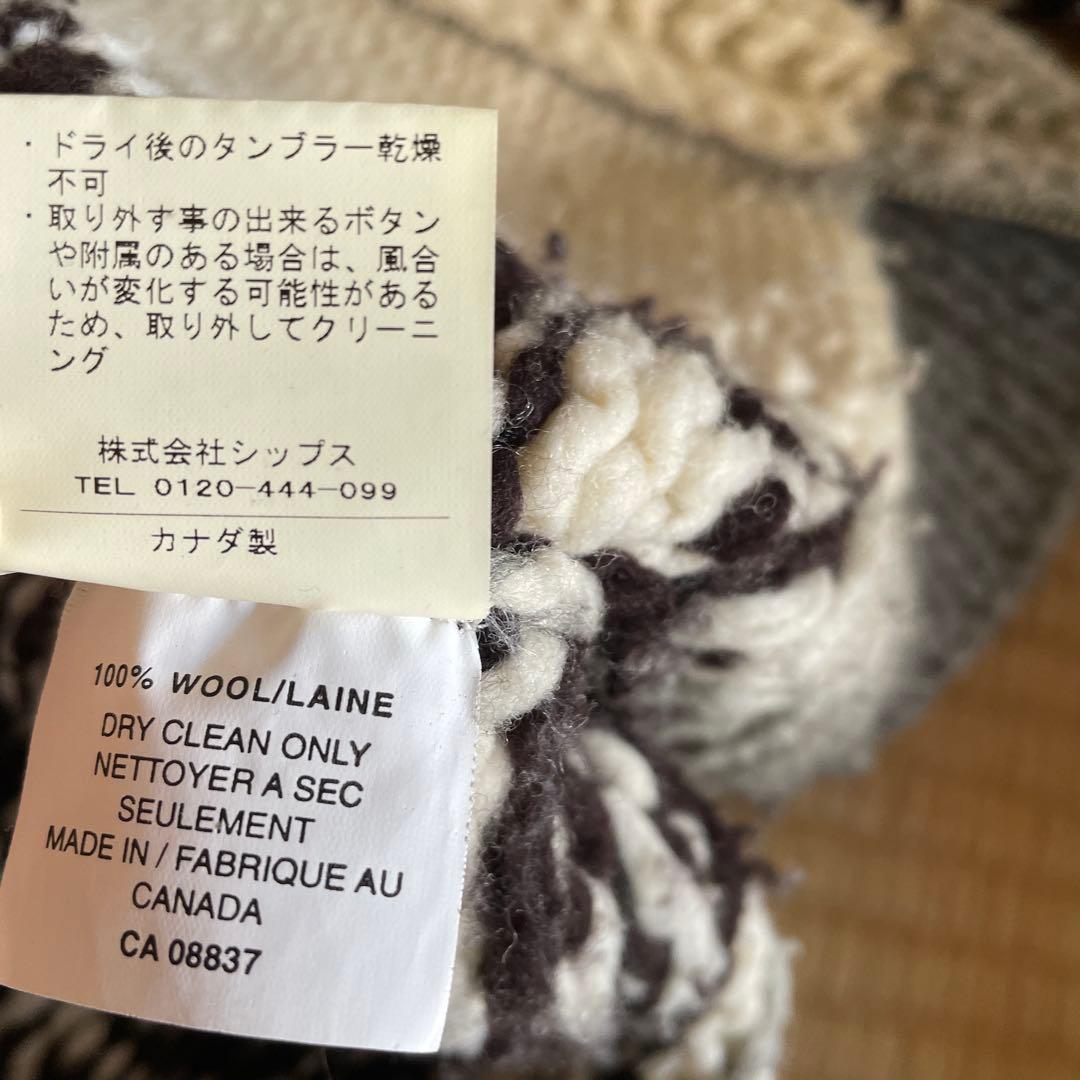 ・ドライ後のタンブラー乾燥
不可
・取り外す事の出来るボタン
や附属のある場合は、風合
いが変化する可能性がある
ため、取り外してクリーニ
ング
株式会社シップス
TEL 0120-444-099
カナダ製
100% WOOL/LAINE
DRY CLEAN ONLY
NETTOYER A SEC
SEULEMENT
MADE IN / FABRIQUE AU
CANADA
CA 08837